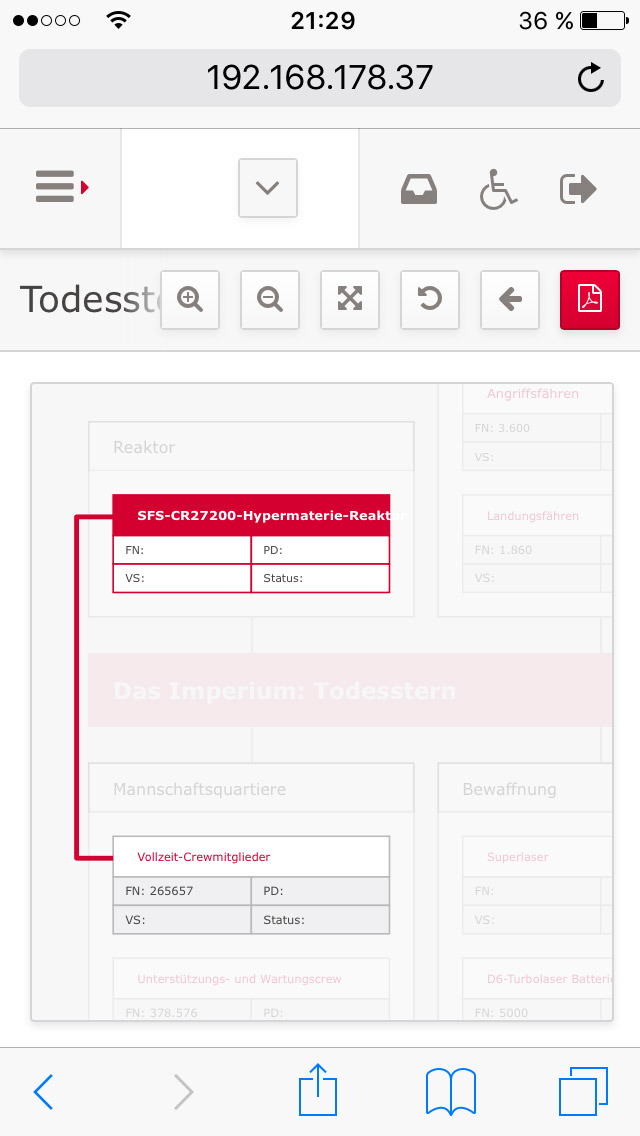 21:29
36 %
192.168.178.37
Todesst
Reaktor
SFS-CR27200-Hypermaterie-Reaktor
FN:
PD:
VS:
Status:
Angriffsfähren
FN: 3.600
VS:
Landungsfähren
FN: 1.860
VS:
Das Imperium: Todesstern
Mannschaftsquartiere
Vollzeit-Crewmitglieder
FN: 265657
PD:
VS:
Status:
Unterstützungs- und Wartungscrew
FN: 378.576
PD:
Bewaffnung
Superlaser
FN:
VS:
D6-Turbolaser Batterie
FN: 5000